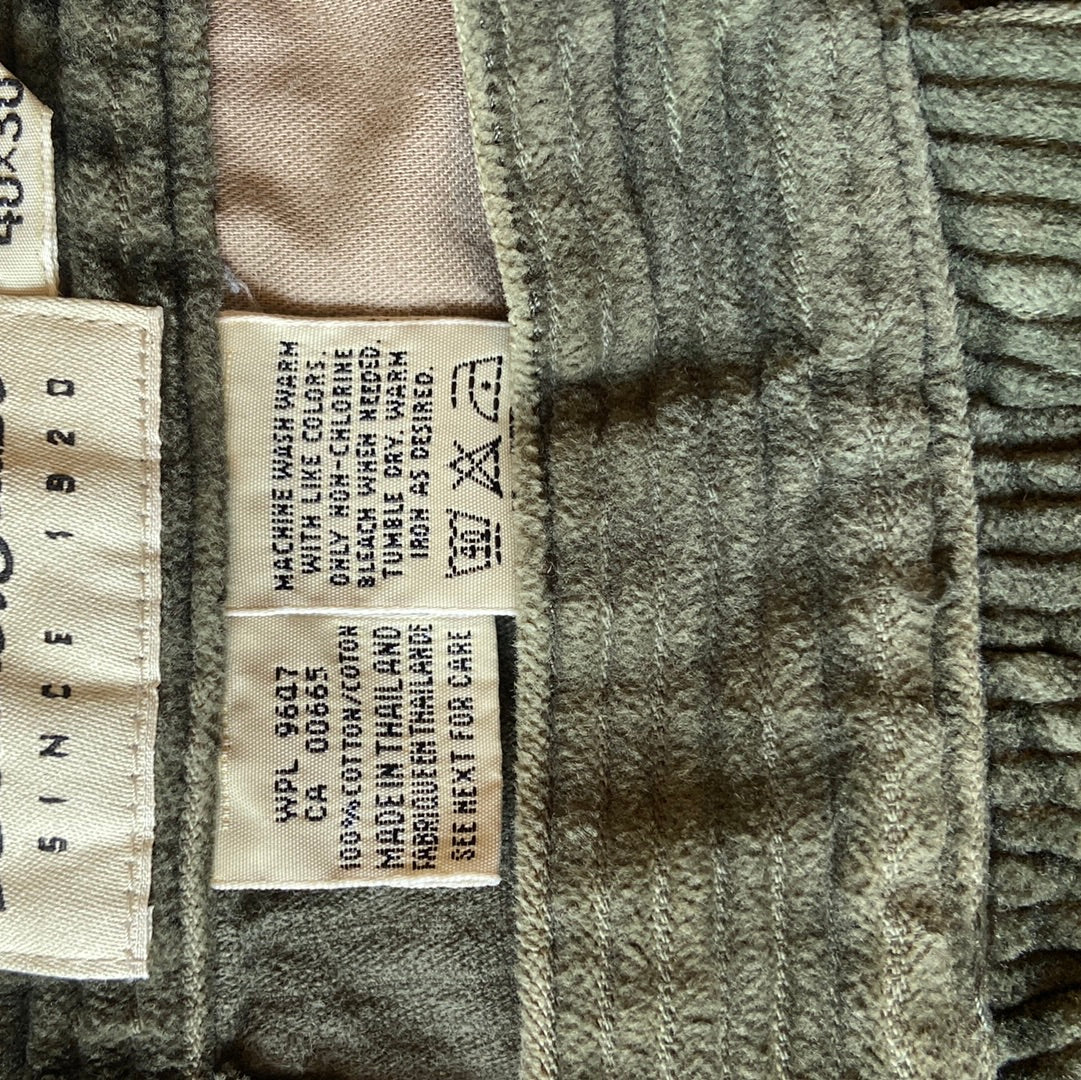 40X30
SINCE 1920
MACHINE WASH WARM
WITH LIKE COLORS.
ONLY NON-CHLORINE
BLEACH WHEN NEEDED.
TUMBLE DRY, WARM
IRON AS DESIRED.
40
WPL 9607
CA 00665
100% COTTON/COTON
MADE IN THAILAND
FABRIQUE EN THAILANDE
SEE NEXT FOR CARE